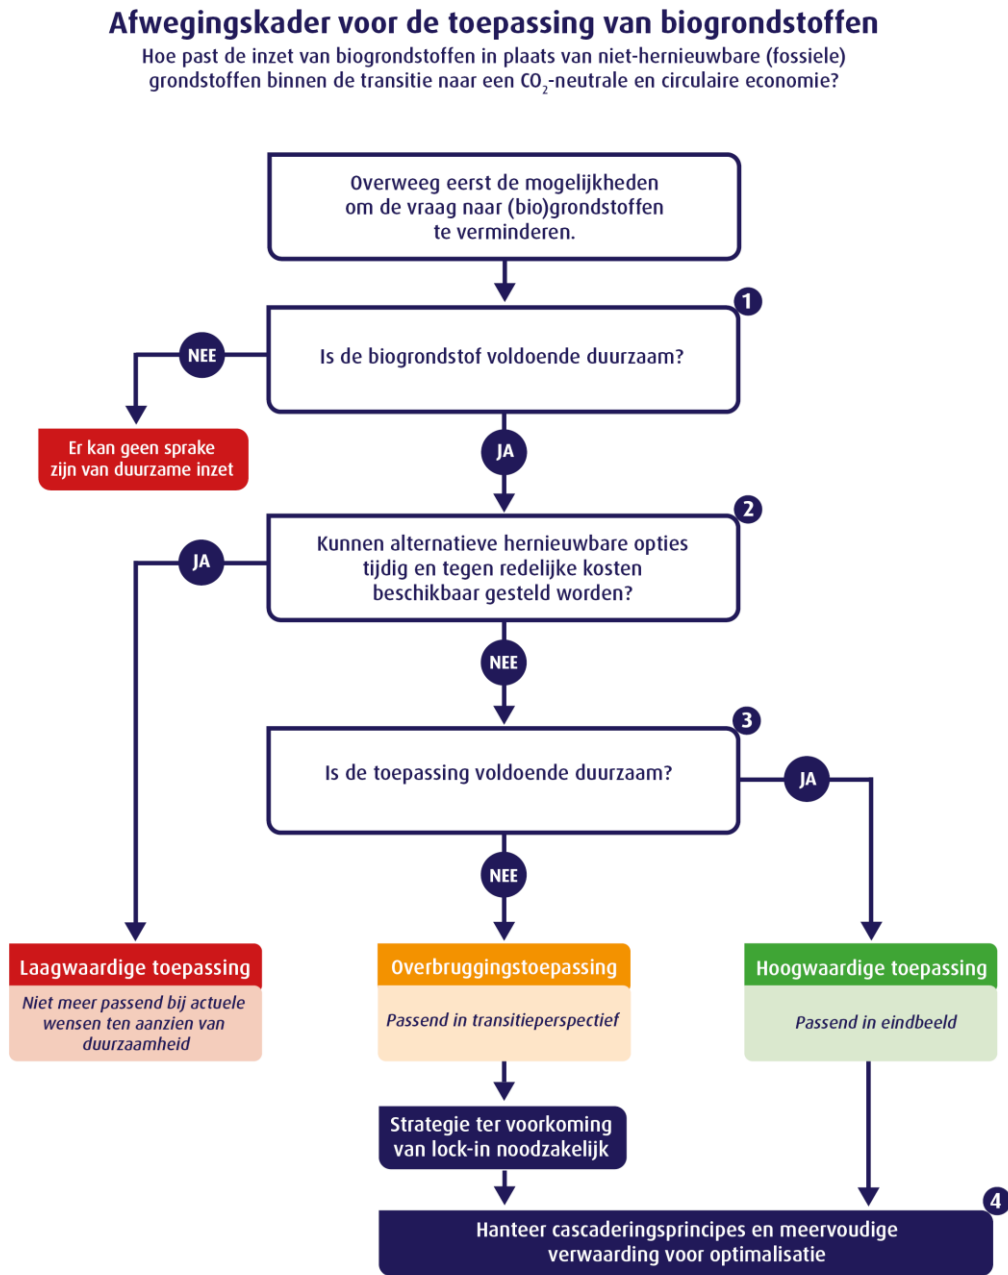 Afwegingskader voor de toepassing van biogrondstoffen
Hoe past de inzet van biogrondstoffen in plaats van niet-hernieuwbare (fossiele)
grondstoffen binnen de transitie naar een CO₂-neutrale en circulaire economie?
Overweeg eerst de mogelijkheden
om de vraag naar (bio)grondstoffen
te verminderen.
1
Is de biogrondstof voldoende duurzaam?
NEE
Er kan geen sprake
zijn van duurzame inzet
JA
2
Kunnen alternatieve hernieuwbare opties
tijdig en tegen redelijke kosten
beschikbaar gesteld worden?
JA
NEE
3
Is de toepassing voldoende duurzaam?
JA
NEE
Laagwaardige toepassing
Niet meer passend bij actuele
wensen ten aanzien van
duurzaamheid
Overbruggingstoepassing
Passend in transitieperspectief
Hoogwaardige toepassing
Passend in eindbeeld
Strategie ter voorkoming
van lock-in noodzakelijk
4
Hanteer cascaderingsprincipes en meervoudige
verwaarding voor optimalisatie